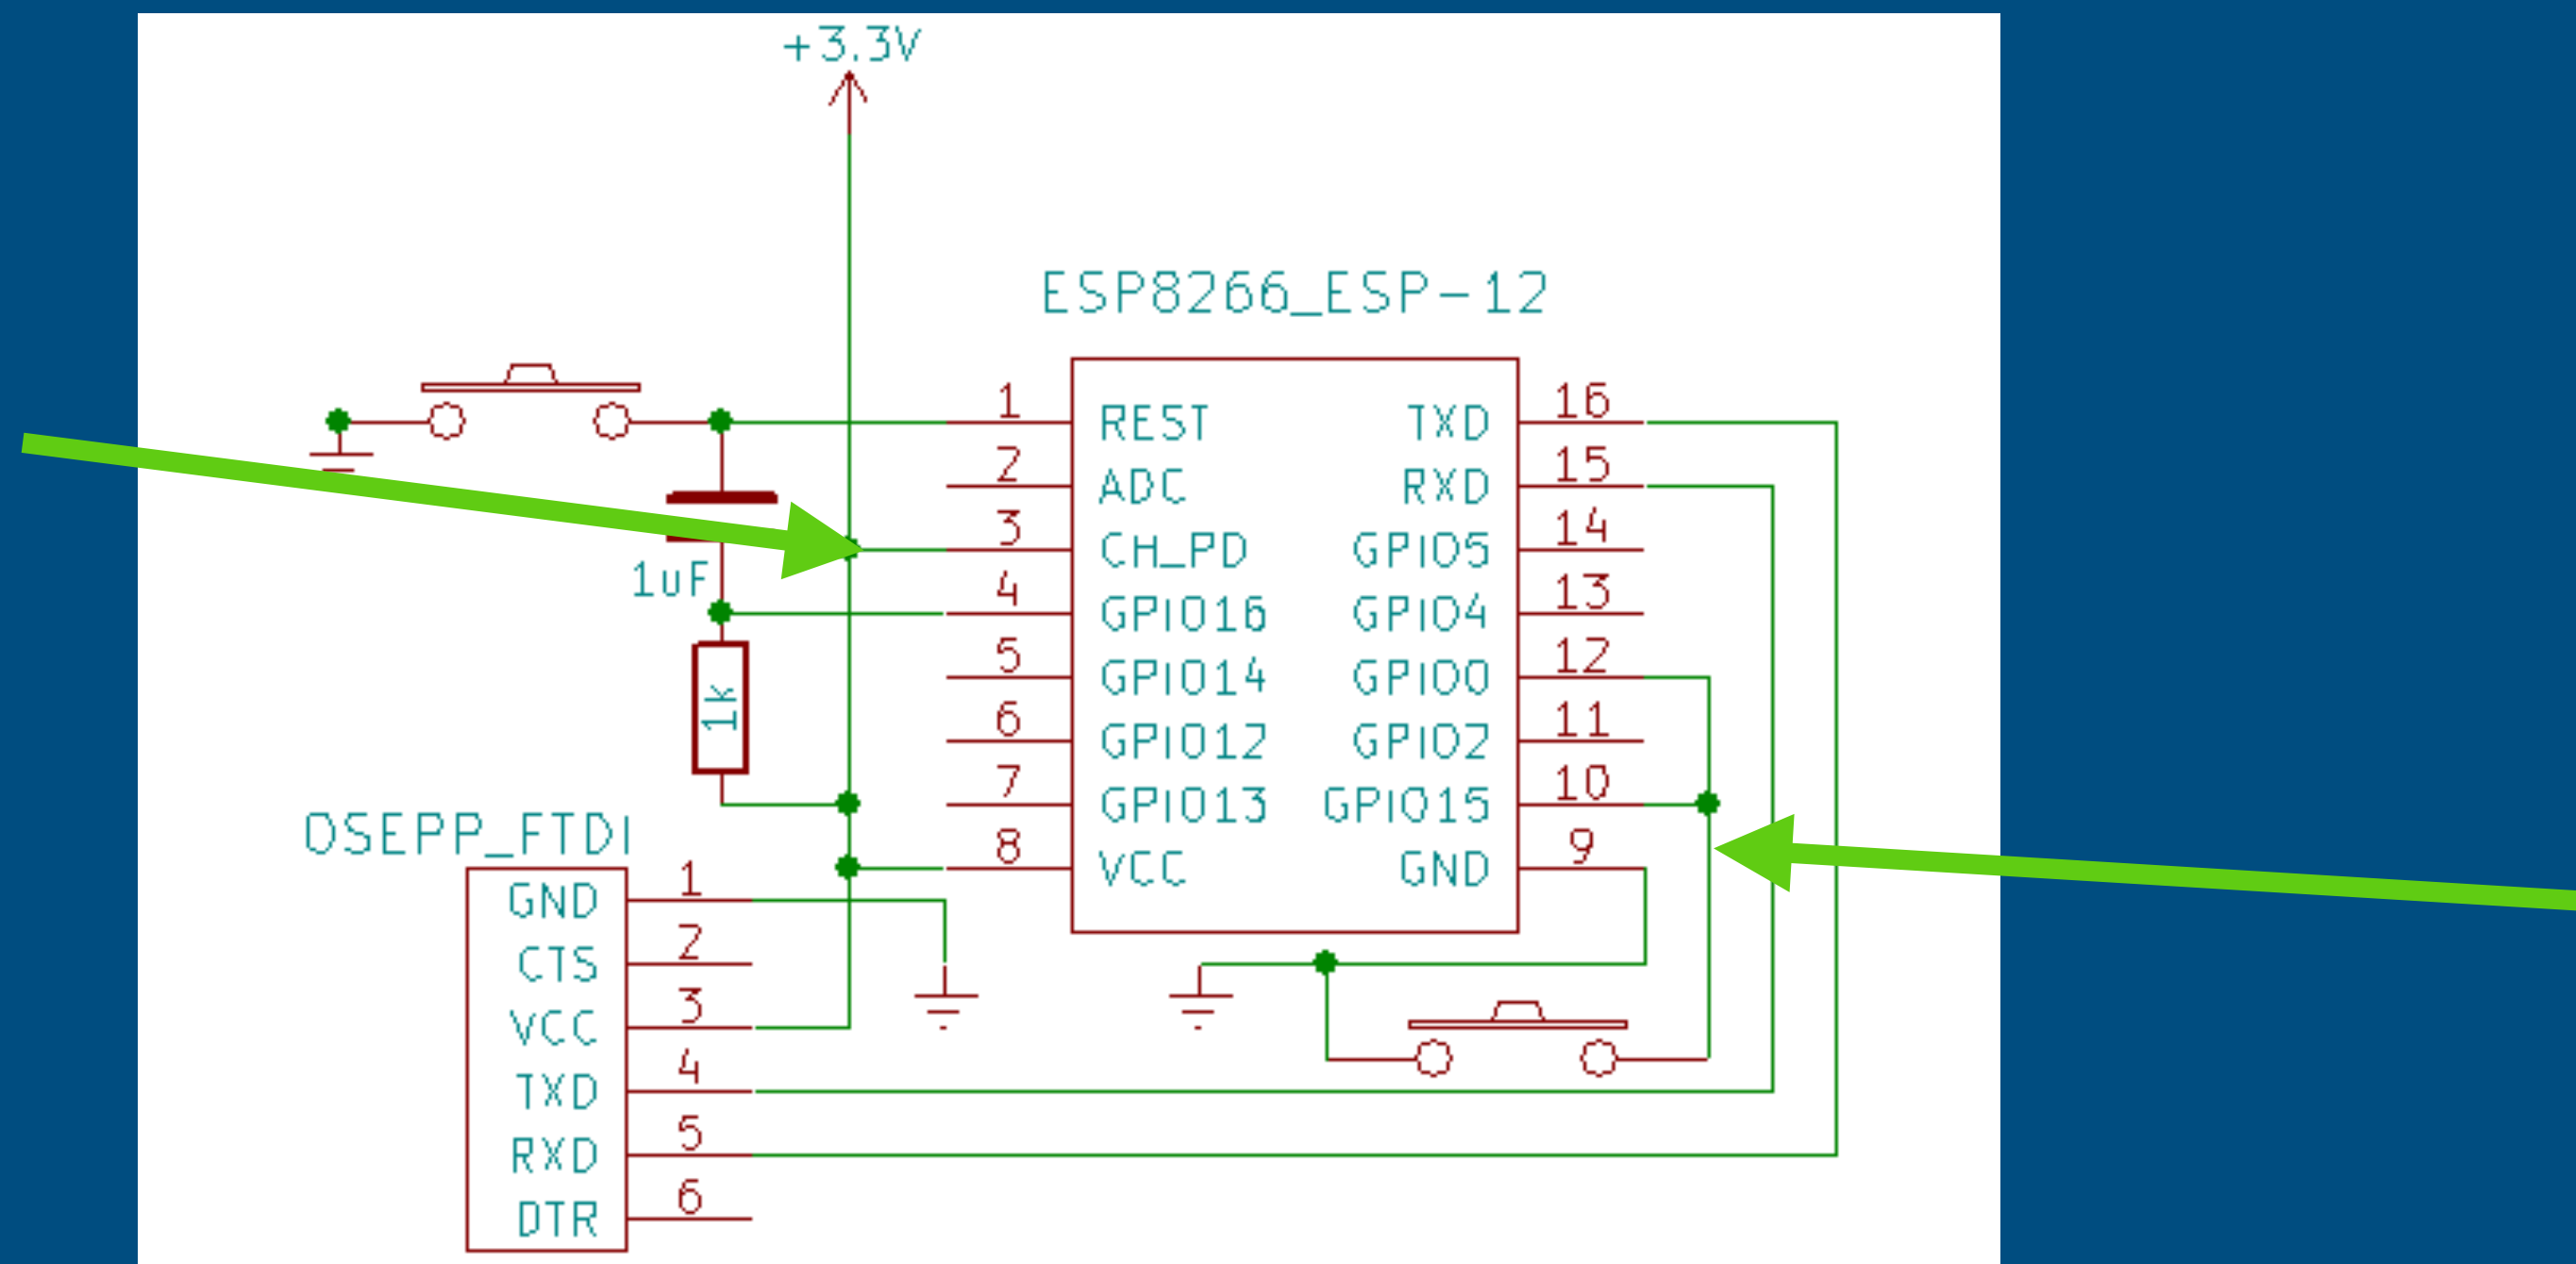 +3.3V
ESP8266_ESP-12
1 REST TXD 16
2 ADC RXD 15
3 CH_PD GPIO5 14
1uF
4 GPIO16 GPIO4 13
5 GPIO14 GPIO0 12
1k
6 GPIO12 GPIO2 11
7 GPIO13 GPIO15 10
8 VCC GND 9
OSEPP_FTDI
GND 1
CTS 2
VCC 3
TXD 4
RXD 5
DTR 6